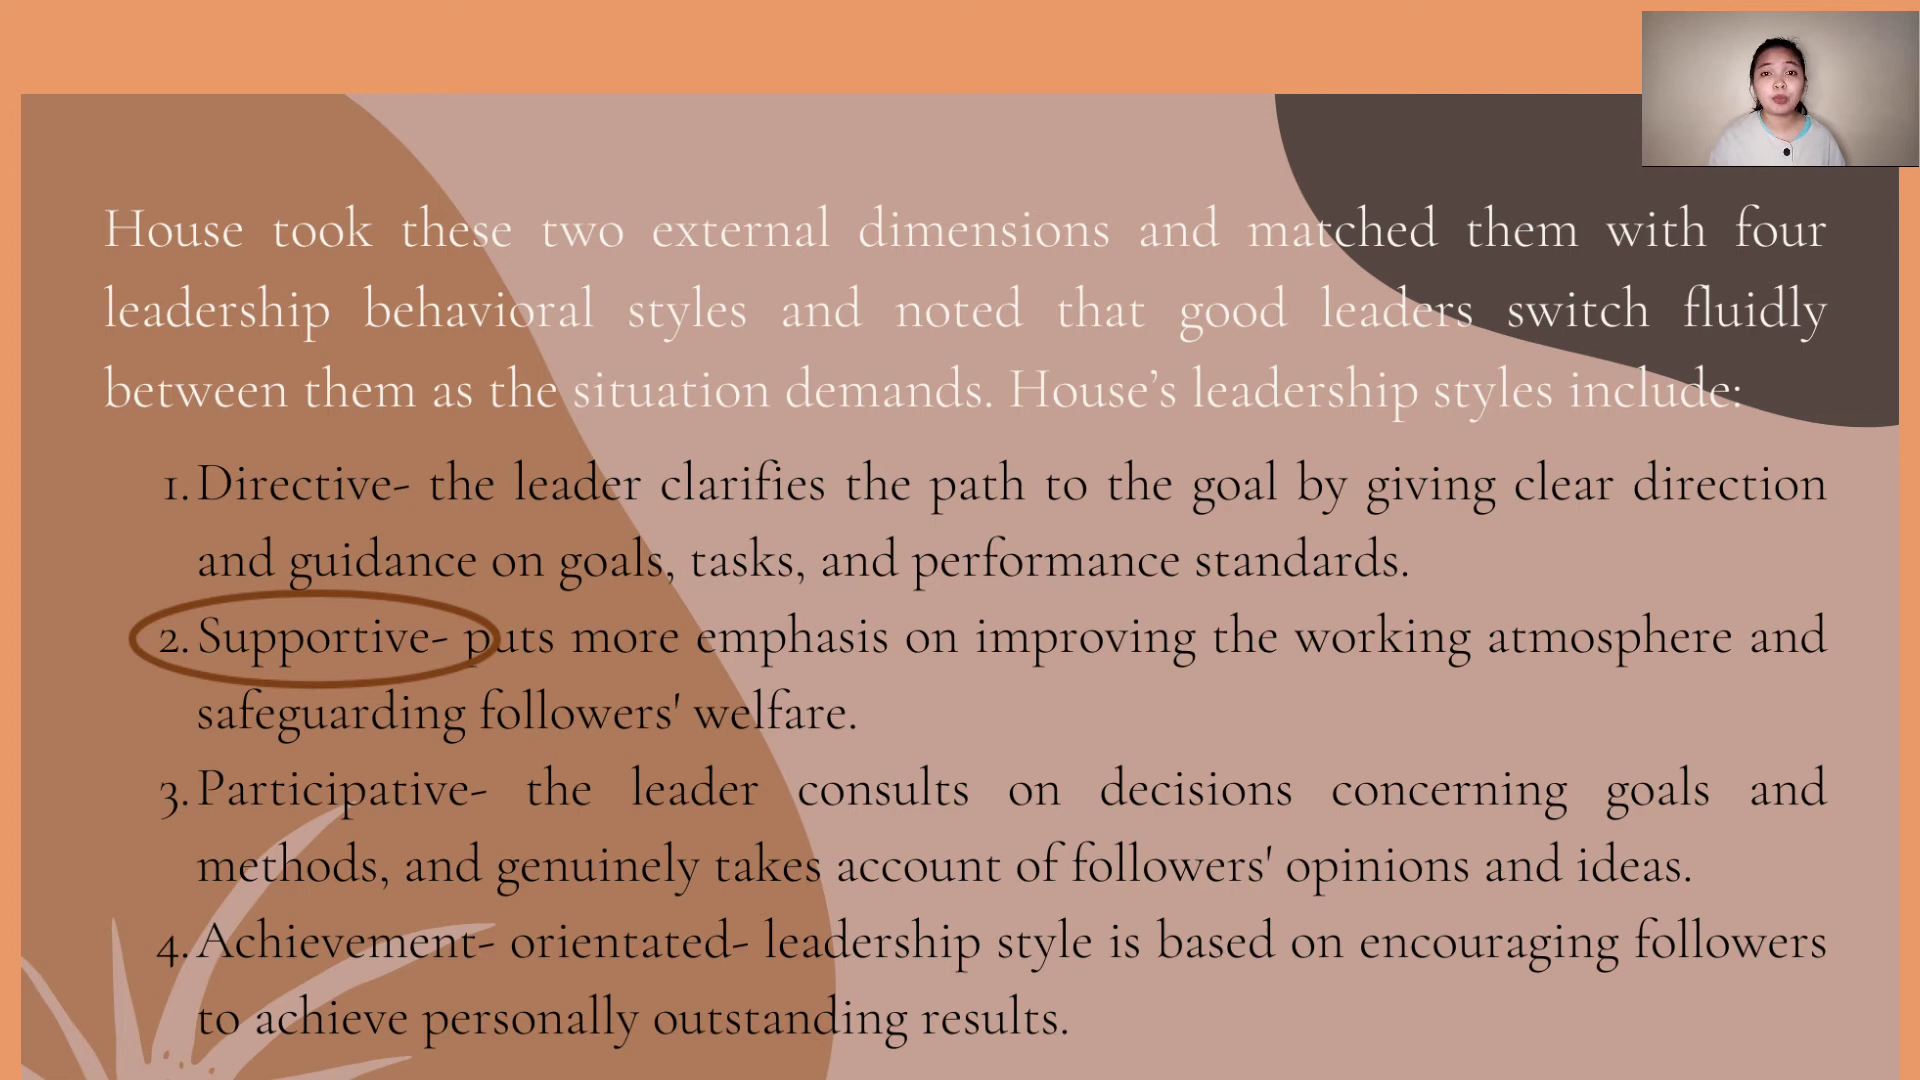 House took these two external dimensions and matched them with four
leadership behavioral styles and noted that good leaders switch fluidly
between them as the situation demands. House’s leadership styles include:
1. Directive- the leader clarifies the path to the goal by giving clear direction
and guidance on goals, tasks, and performance standards.
2. Supportive- puts more emphasis on improving the working atmosphere and
safeguarding followers' welfare.
3. Participative- the leader consults on decisions concerning goals and
methods, and genuinely takes account of followers' opinions and ideas.
4. Achievement- orientated- leadership style is based on encouraging followers
to achieve personally outstanding results.